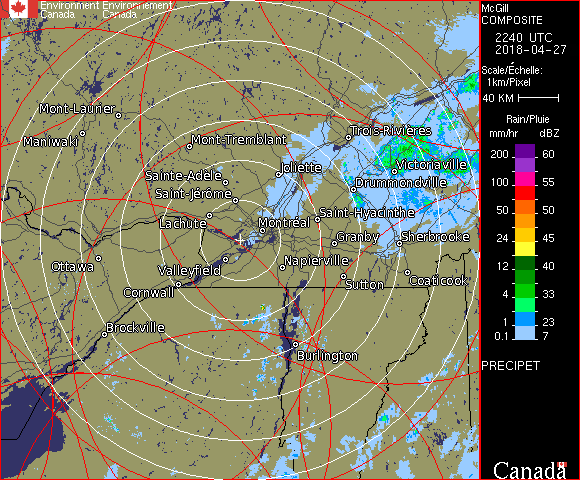 Environment Environnement
Canada Canada
McGill
COMPOSITE
2240 UTC
2018-04-27
Scale/Échelle:
1km/Pixel
40 KM
Rain/Pluie
mm/hr dBZ
200 60
100 55
50 50
24 45
12 40
4 33
1 23
0.1 7
PRECIPET
Canada
Mont-Laurier
Maniwaki
Mont-Tremblant
Trois-Rivières
Joliette
Victoriaville
Sainte-Adèle
Drummondville
Saint-Jérôme
Lachute
Saint-Hyacinthe
Montréal
Granby
Sherbrooke
Ottawa
Valleyfield
Napierville
Sutton
Coaticook
Cornwall
Brockville
Burlington